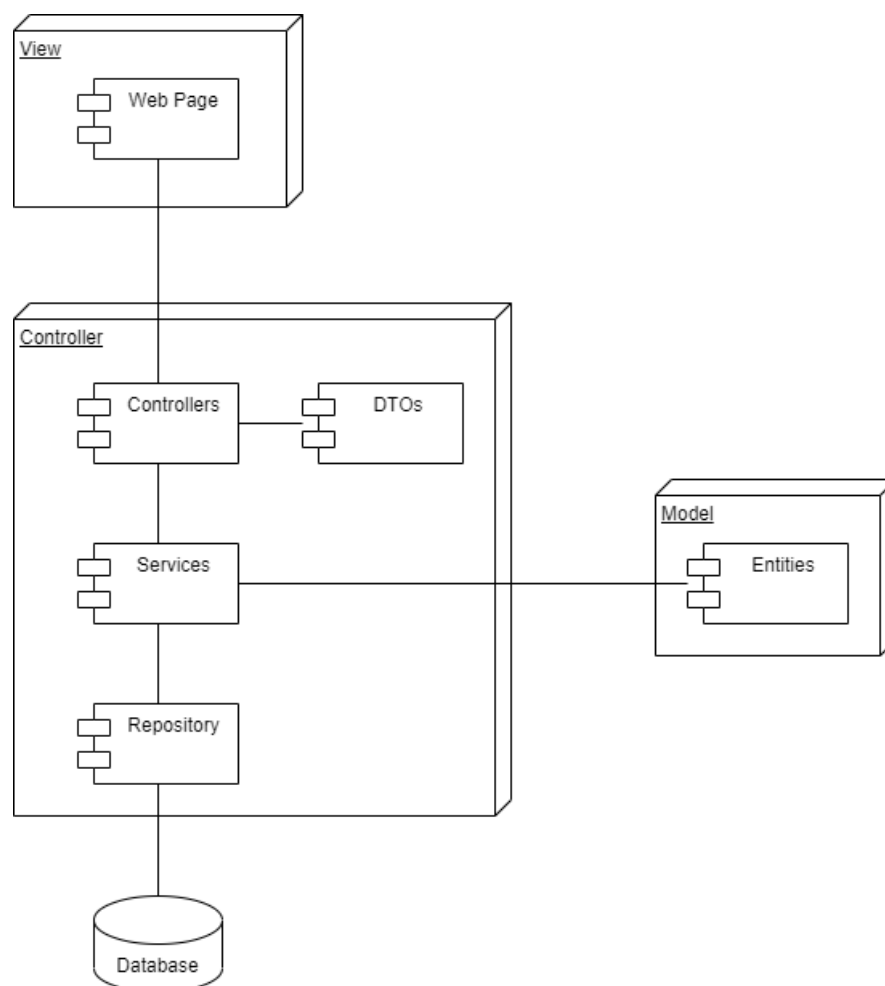 View
Web Page
Controller
Controllers
DTOs
Model
Services
Entities
Repository
Database